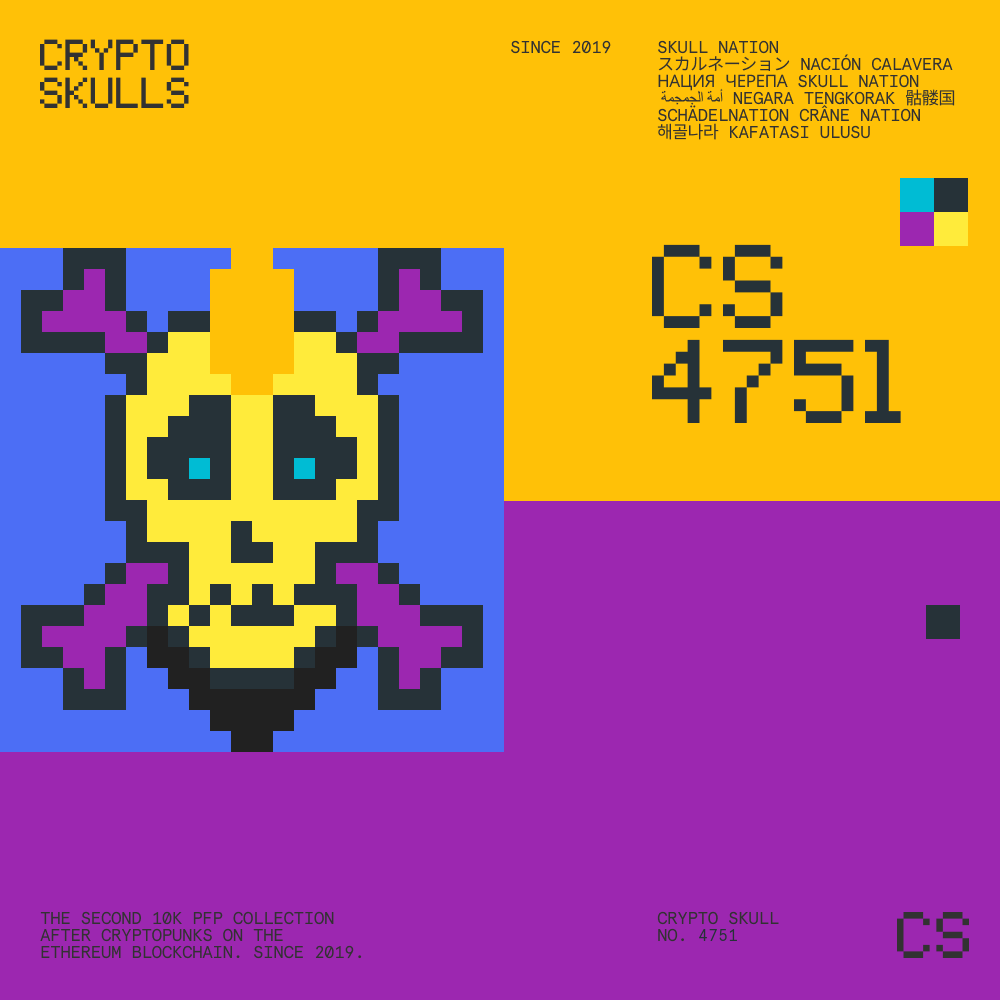 CRYPTO
SKULLS
SINCE 2019
SKULL NATION
スカルネーション NACIÓN CALAVERA
НАЦИЯ ЧЕРЕПА SKULL NATION
أمة الجمجمة NEGARA TENGKORAK 骷髅国
SCHÄDELNATION CRÂNE NATION
해골나라 KAFATASI ULUSU
CS
4751
THE SECOND 10K PFP COLLECTION
AFTER CRYPTOPUNKS ON THE
ETHEREUM BLOCKCHAIN. SINCE 2019.
CRYPTO SKULL
NO. 4751
CS